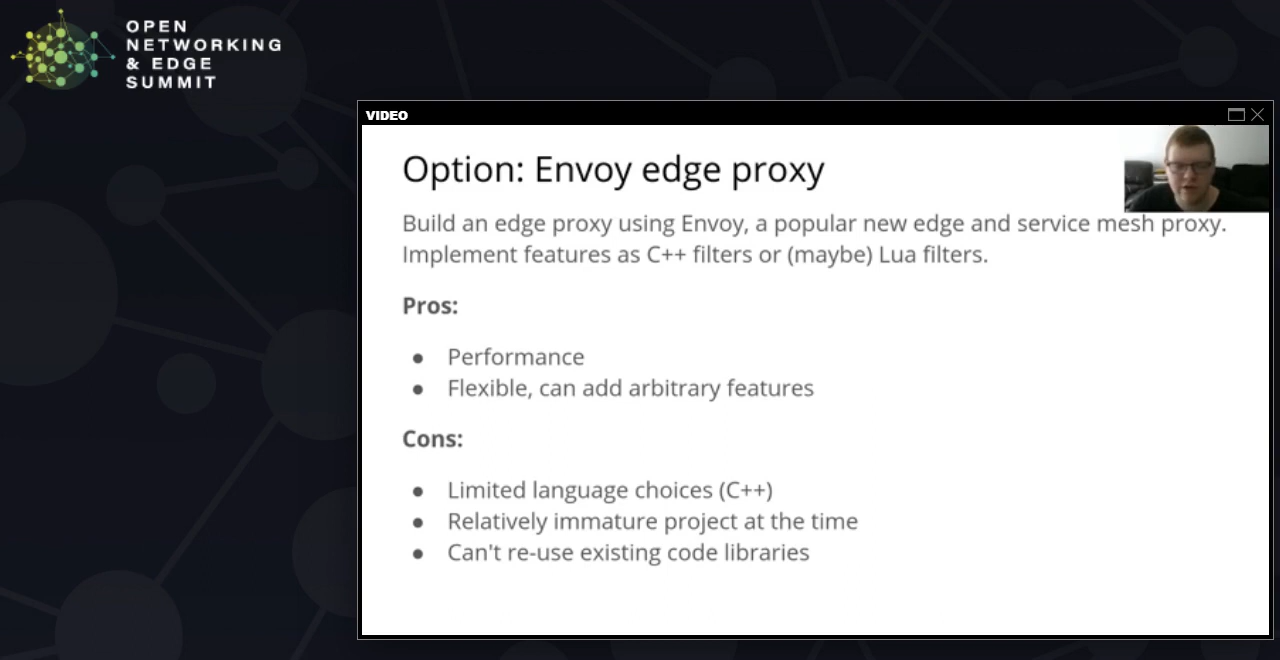 OPEN
NETWORKING
& EDGE
SUMMIT
VIDEO
Option: Envoy edge proxy
Build an edge proxy using Envoy, a popular new edge and service mesh proxy.
Implement features as C++ filters or (maybe) Lua filters.
Pros:
● Performance
● Flexible, can add arbitrary features
Cons:
● Limited language choices (C++)
● Relatively immature project at the time
● Can't re-use existing code libraries